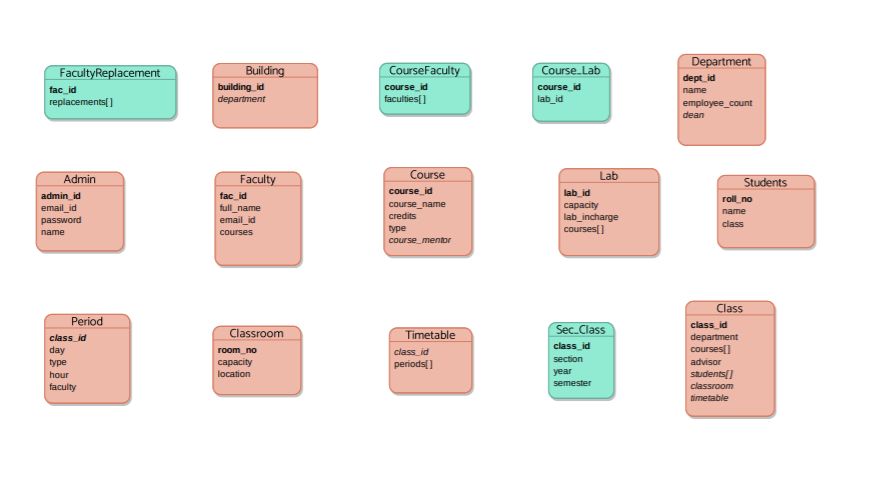 FacultyReplacement
fac_id
replacements[ ]
Building
building_id
department
CourseFaculty
course_id
faculties[ ]
Course_Lab
course_id
lab_id
Department
dept_id
name
employee_count
dean
Admin
admin_id
email_id
password
name
Faculty
fac_id
full_name
email_id
courses
Course
course_id
course_name
credits
type
course_mentor
Lab
lab_id
capacity
lab_incharge
courses[ ]
Students
roll_no
name
class
Period
class_id
day
type
hour
faculty
Classroom
room_no
capacity
location
Timetable
class_id
periods[ ]
Sec_Class
class_id
section
year
semester
Class
class_id
department
courses[ ]
advisor
students[ ]
classroom
timetable